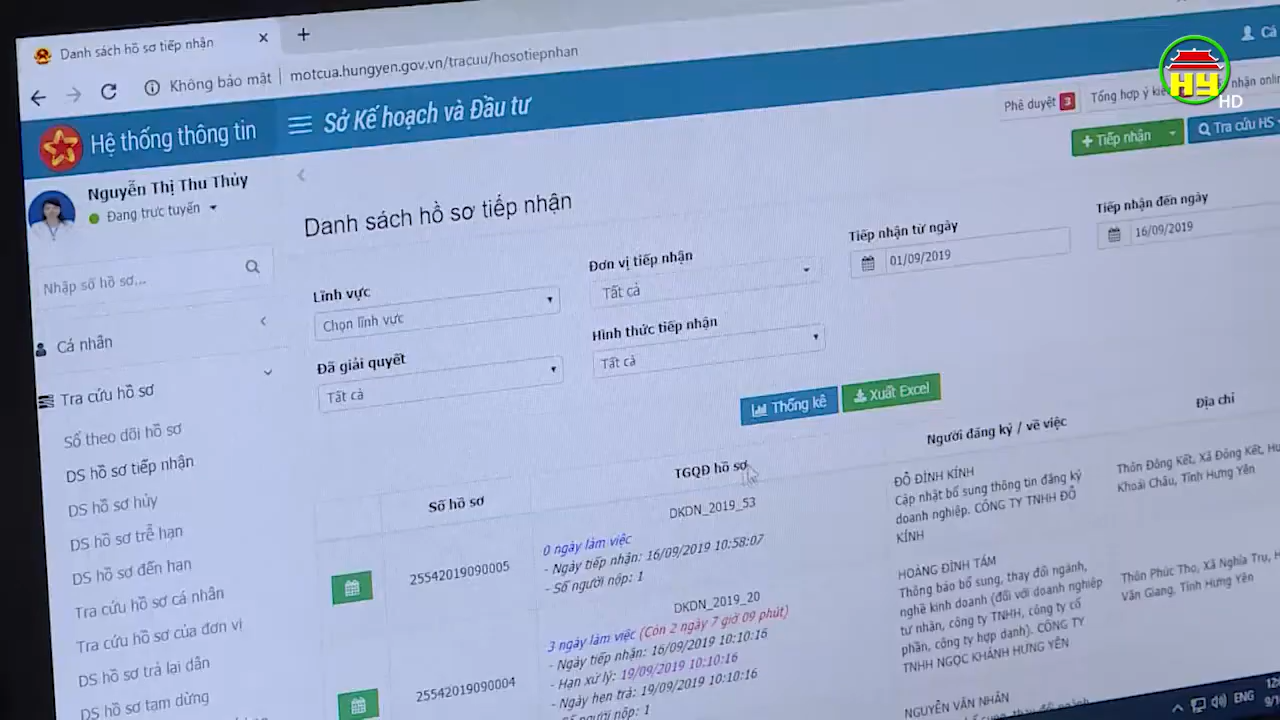 Danh sách hồ sơ tiếp nhận
Không bảo mật
motcua.hungyen.gov.vn/tracuu/hosotiepnhan
HY
HD
Hệ thống thông tin
Sở Kế hoạch và Đầu tư
Nguyễn Thị Thu Thủy
Đang trực tuyến
Nhập số hồ sơ...
Cá nhân
Tra cứu hồ sơ
Sổ theo dõi hồ sơ
DS hồ sơ tiếp nhận
DS hồ sơ hủy
DS hồ sơ trễ hạn
DS hồ sơ đến hạn
Tra cứu hồ sơ cá nhân
Tra cứu hồ sơ của đơn vị
DS hồ sơ trả lại dân
DS hồ sơ tạm dừng
Phê duyệt 3
Tổng hợp ý
nhận
Tiếp nhận
Tra cứu HS
Danh sách hồ sơ tiếp nhận
Lĩnh vực
Chọn lĩnh vực
Đơn vị tiếp nhận
Tất cả
Tiếp nhận từ ngày
01/09/2019
Tiếp nhận đến ngày
16/09/2019
Đã giải quyết
Tất cả
Hình thức tiếp nhận
Tất cả
Thống kê
Xuất Excel
Số hồ sơ
TGQĐ hồ sơ
Người đăng ký / về việc
Địa chỉ
25542019090005
DKDN_2019_53
0 ngày làm việc
- Ngày tiếp nhận: 16/09/2019 10:58:07
- Số người nộp: 1
ĐỖ ĐÌNH KÍNH
Cập nhật bổ sung thông tin đăng ký
doanh nghiệp. CÔNG TY TNHH ĐỖ
KÍNH
Thôn Đông Kết, Xã Đông Kết,
Khoái Châu, Tỉnh Hưng Yên
25542019090004
DKDN_2019_20
3 ngày làm việc (Còn 2 ngày 7 giờ 09 phút)
- Ngày tiếp nhận: 16/09/2019 10:10:16
- Hạn xử lý: 19/09/2019 10:10:16
- Ngày hẹn trả: 19/09/2019 10:10:16
- Số người nộp: 1
HOÀNG ĐÌNH TÁM
Thông báo bổ sung, thay đổi ngành,
nghề kinh doanh (đối với doanh nghiệp
tư nhân, công ty TNHH, công ty cổ
phần, công ty hợp danh). CÔNG TY
TNHH NGỌC KHÁNH HƯNG YÊN
Thôn Phúc Thọ, Xã Nghĩa Trụ,
Văn Giang, Tỉnh Hưng Yên
NGUYỄN VĂN NHÂN
ENG